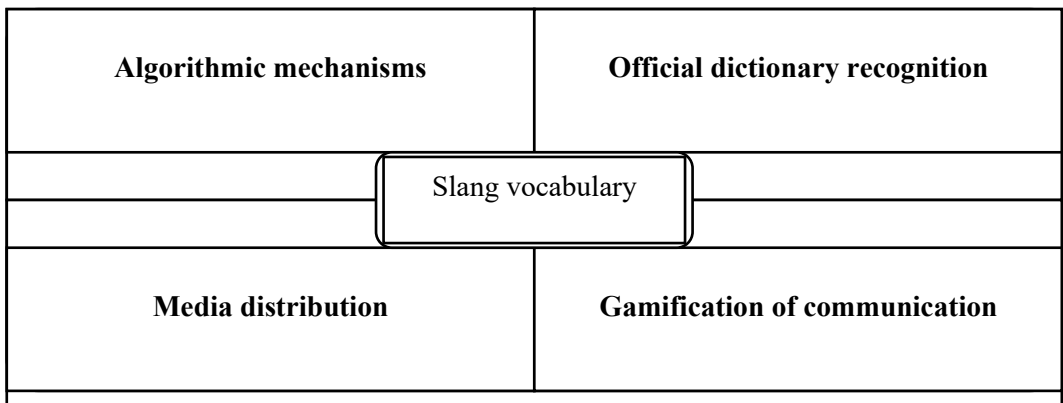 Algorithmic mechanisms
Official dictionary recognition
Slang vocabulary
Media distribution
Gamification of communication